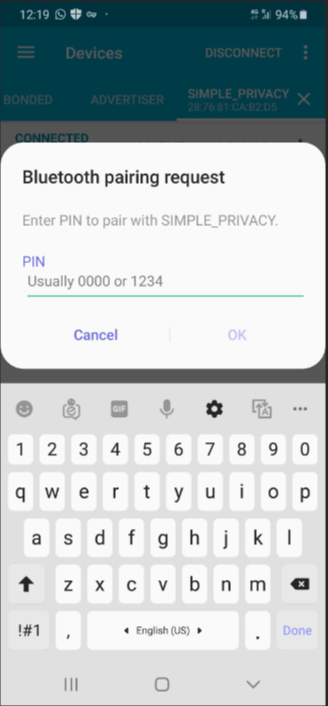 12:19
94%
Devices
DISCONNECT
BONDED
ADVERTISER
SIMPLE_PRIVACY
28:76:81:CA:B2:D5
CONNECTED
Bluetooth pairing request
Enter PIN to pair with SIMPLE_PRIVACY.
PIN
Usually 0000 or 1234
Cancel
OK
GIF
1 2 3 4 5 6 7 8 9 0
q w e r t y u i o p
a s d f g h j k l
z x c v b n m
!#1 , English (US) . Done